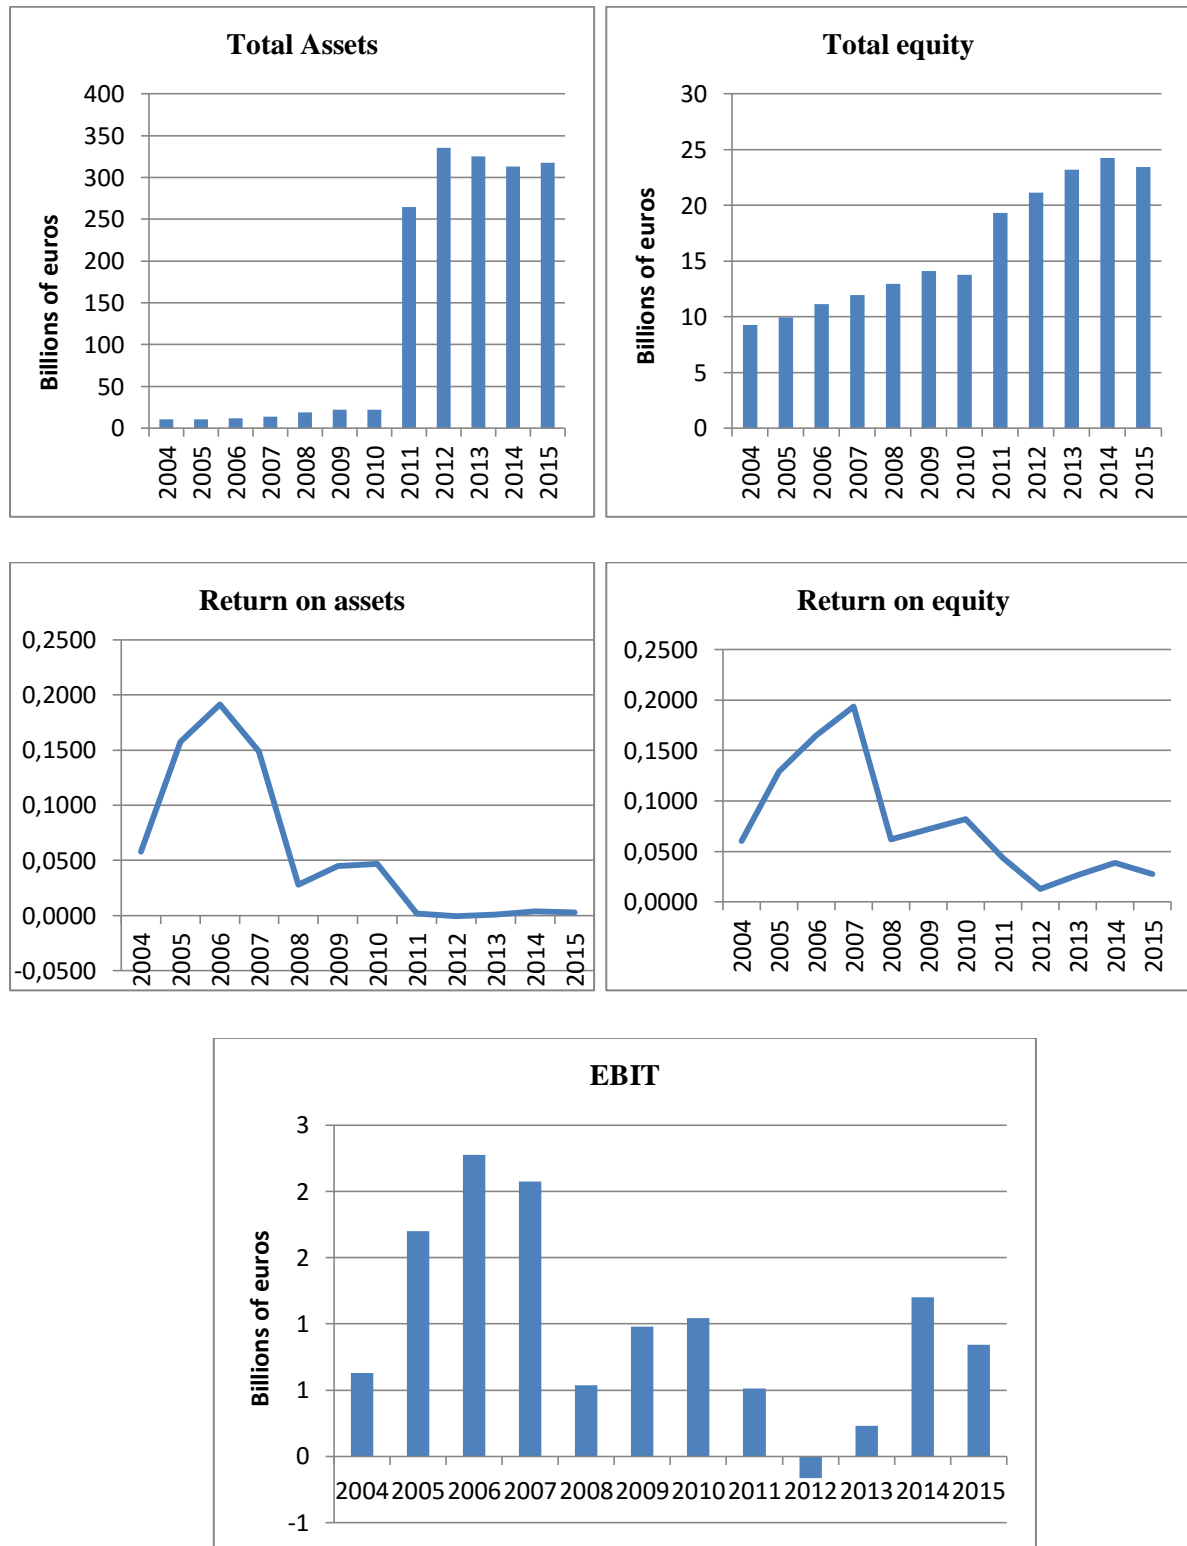 Total Assets
400
350
300
250
200
150
100
50
0
Billions of euros
2004 2005 2006 2007 2008 2009 2010 2011 2012 2013 2014 2015
Total equity
30
25
20
15
10
5
0
Billions of euros
2004 2005 2006 2007 2008 2009 2010 2011 2012 2013 2014 2015
Return on assets
0,2500
0,2000
0,1500
0,1000
0,0500
0,0000
-0,0500
2004 2005 2006 2007 2008 2009 2010 2011 2012 2013 2014 2015
Return on equity
0,2500
0,2000
0,1500
0,1000
0,0500
0,0000
2004 2005 2006 2007 2008 2009 2010 2011 2012 2013 2014 2015
EBIT
3
2
2
1
1
0
-1
Billions of euros
2004 2005 2006 2007 2008 2009 2010 2011 2012 2013 2014 2015